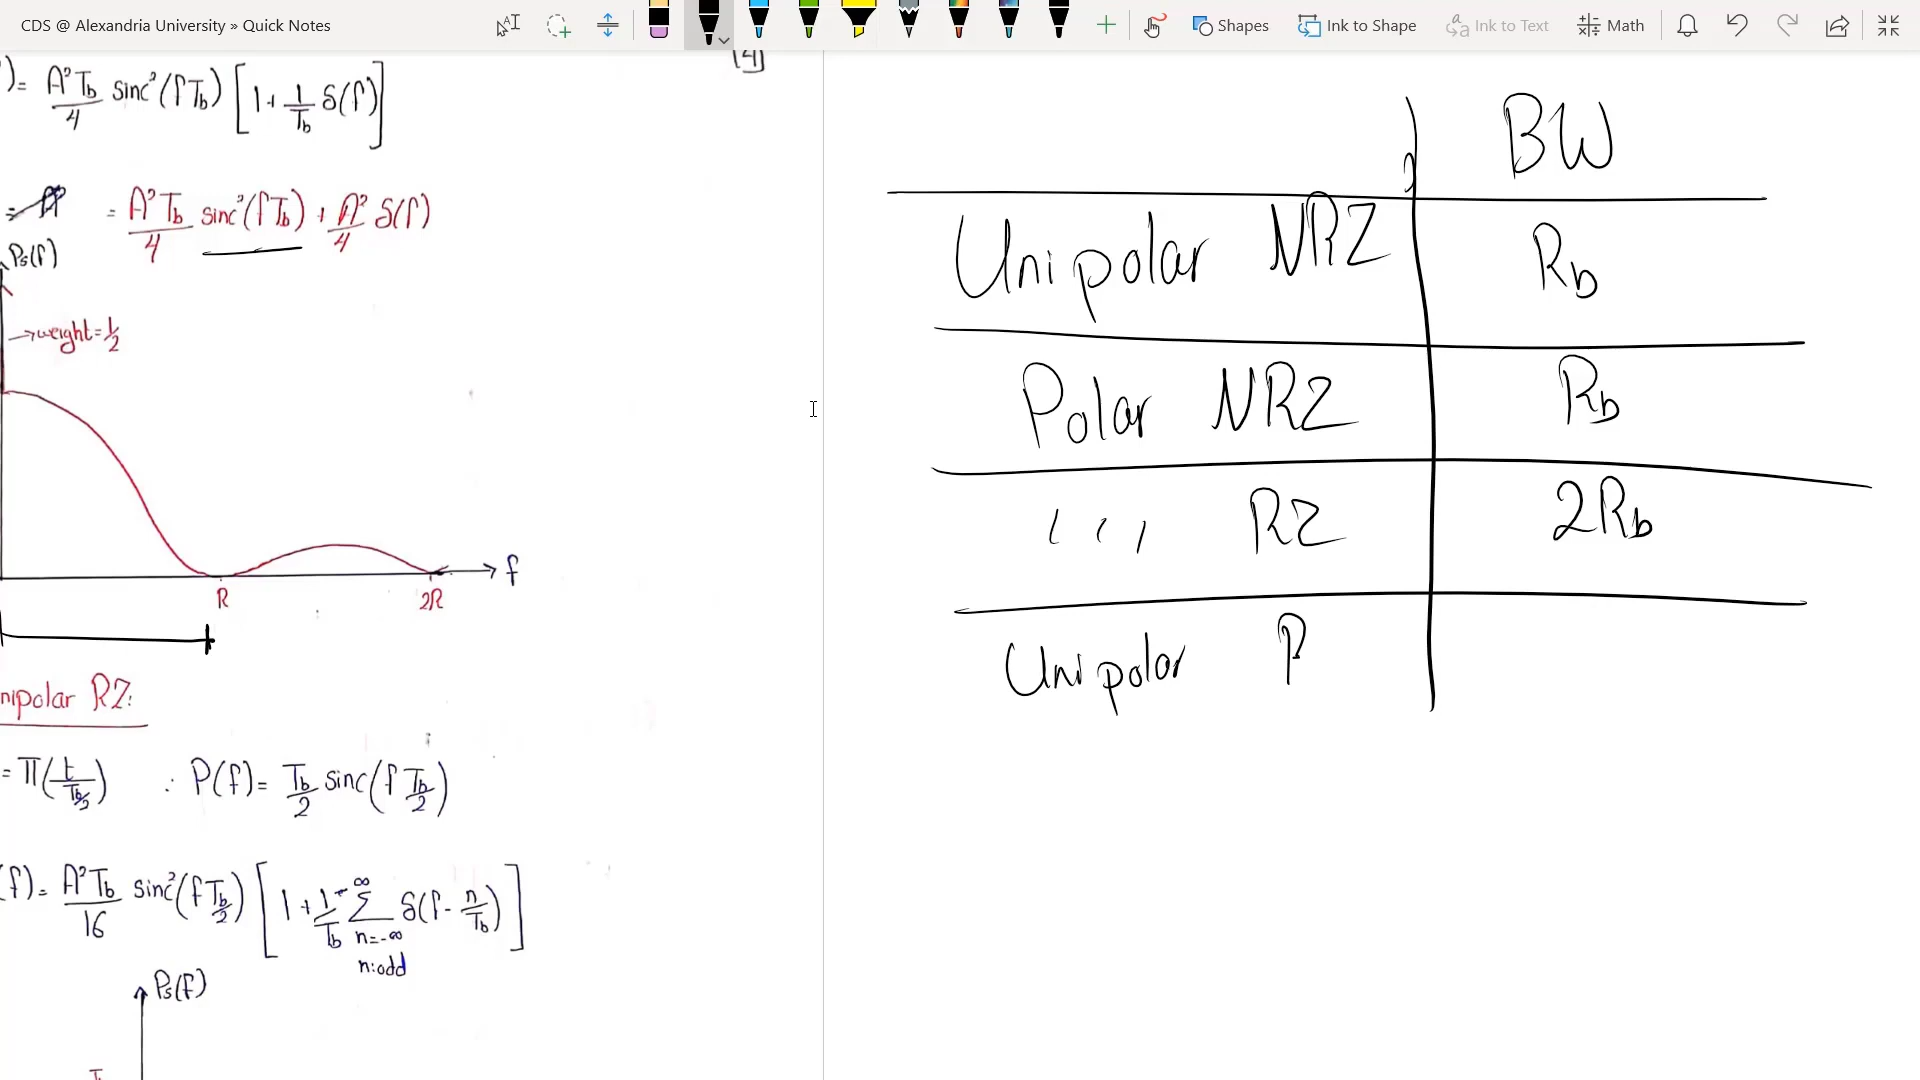 CDS @ Alexandria University » Quick Notes
Shapes
Ink to Shape
Ink to Text
Math
[4]
)= A²Tb/4 sinc²(fTb) [1 + 1/Tb δ(f)]
= A²Tb/4 sinc²(fTb) + A²/4 δ(f)
Ps(f)
→weight=1/2
f
R 2R
nipolar RZ:
= Π(t/Tb/2) ∴ P(f)= Tb/2 sinc(f Tb/2)
(f)= A²Tb/16 sinc²(f Tb/2) [1 + 1/Tb Σ δ(f - n/Tb)]
∞
n=-∞
n:odd
Ps(f)
BW
Unipolar NRZ Rb
Polar NRZ Rb
RZ 2Rb
Unipolar